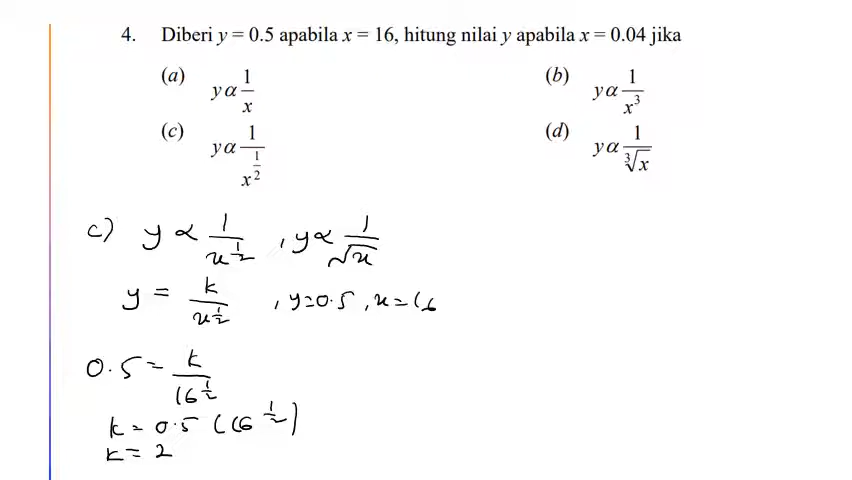 4. Diberi y = 0.5 apabila x = 16, hitung nilai y apabila x = 0.04 jika
(a) y α 1/x (b) y α 1/x³
(c) y α 1/x^(1/2) (d) y α 1/∛x
c) y ∝ 1/x^(1/2) , y ∝ 1/√x
y = k/x^(1/2) , y = 0.5 , x = 16
0.5 = k/16^(1/2)
k = 0.5 (16^(1/2))
k = 2